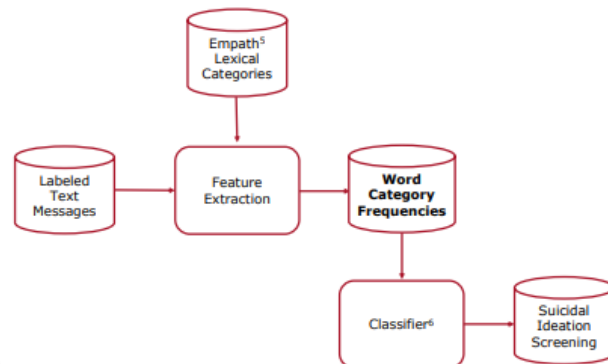 Empath⁵
Lexical
Categories
Labeled
Text
Messages
Feature
Extraction
Word
Category
Frequencies
Classifier⁶
Suicidal
Ideation
Screening